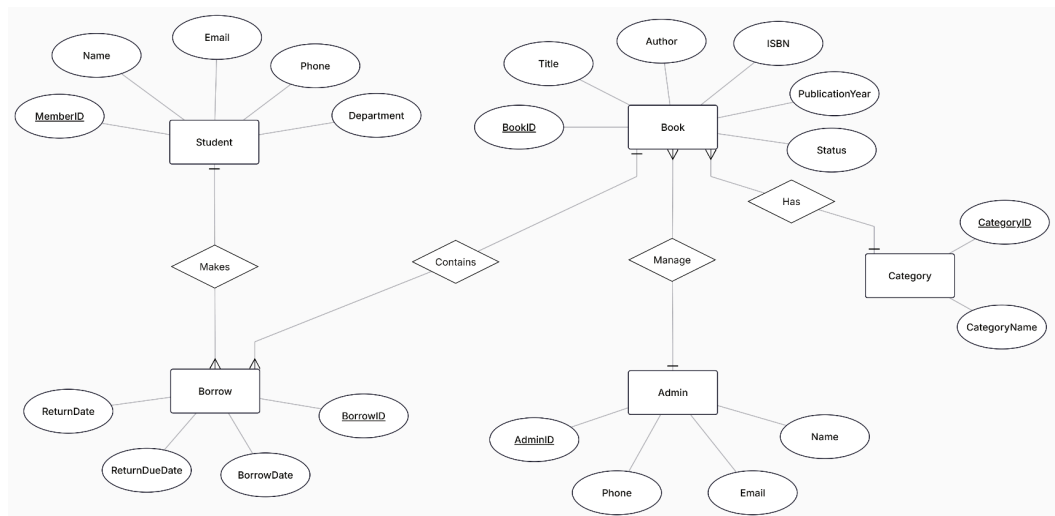 Email
Name
Phone
MemberID
Department
Student
Author
ISBN
Title
PublicationYear
BookID
Book
Status
Has
CategoryID
Category
CategoryName
Makes
Contains
Manage
Borrow
ReturnDate
BorrowID
ReturnDueDate
BorrowDate
Admin
AdminID
Name
Phone
Email